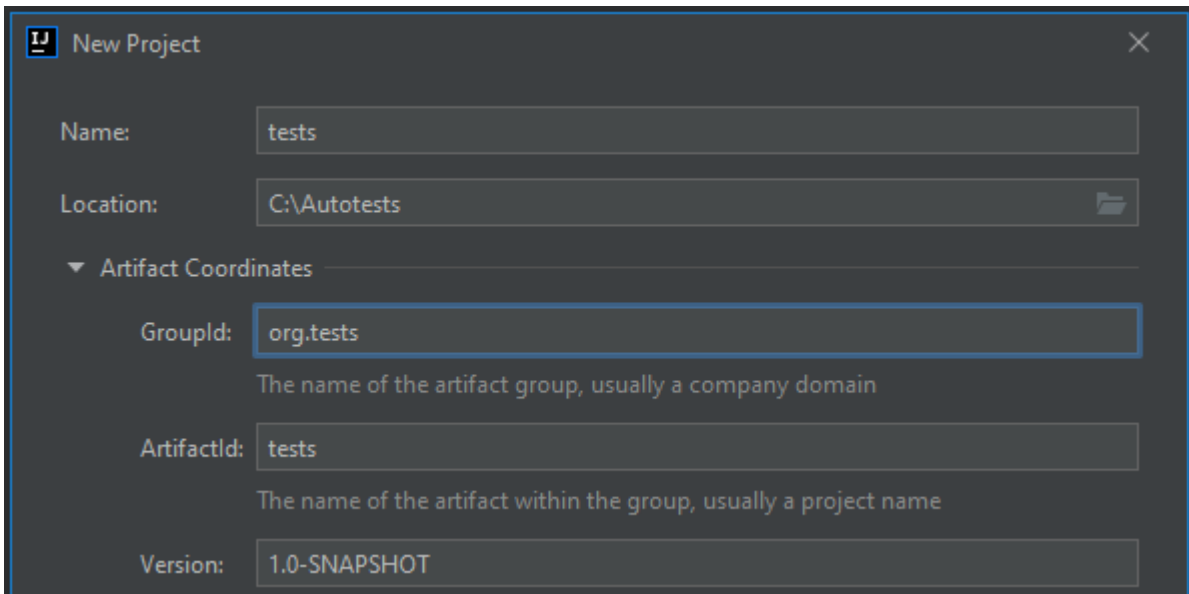 IJ New Project
Name: tests
Location: C:\Autotests
Artifact Coordinates
GroupId: org.tests
The name of the artifact group, usually a company domain
ArtifactId: tests
The name of the artifact within the group, usually a project name
Version: 1.0-SNAPSHOT